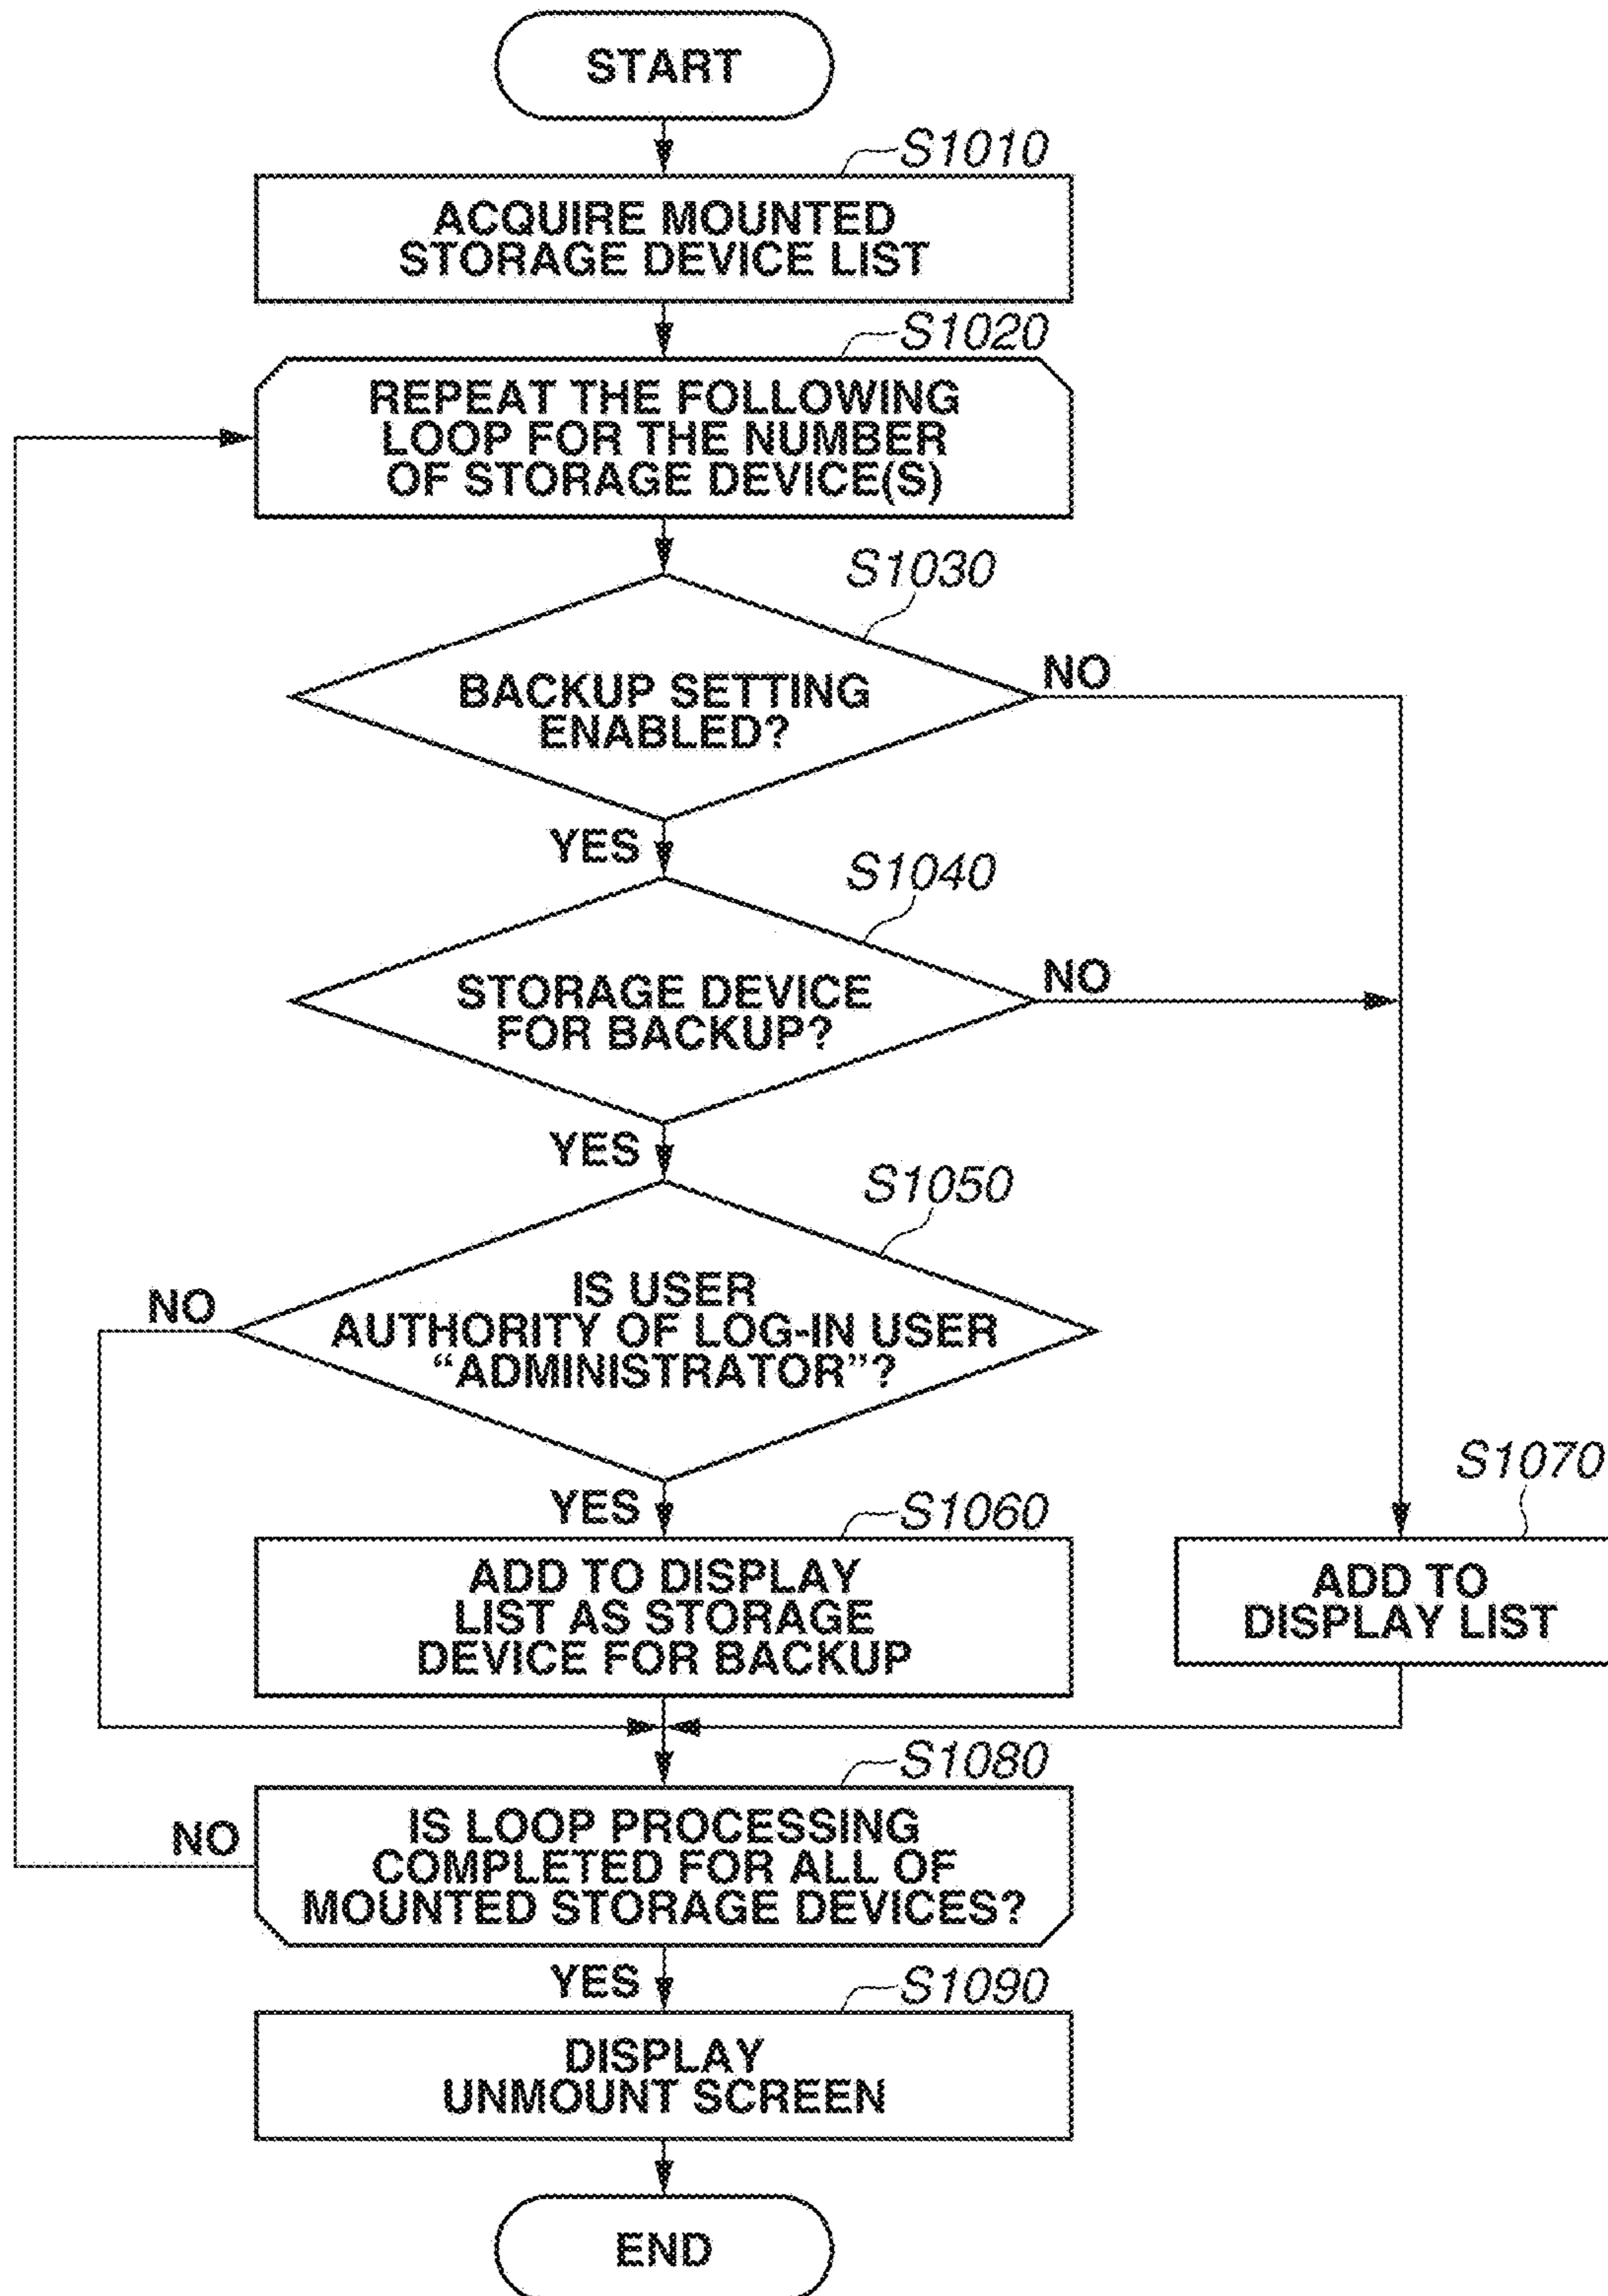 START
S1010
ACQUIRE MOUNTED
STORAGE DEVICE LIST
S1020
REPEAT THE FOLLOWING
LOOP FOR THE NUMBER
OF STORAGE DEVICE(S)
S1030
BACKUP SETTING
ENABLED?
NO
YES
S1040
STORAGE DEVICE
FOR BACKUP?
NO
YES
S1050
IS USER
AUTHORITY OF LOG-IN USER
“ADMINISTRATOR”?
NO
YES
S1060
ADD TO DISPLAY
LIST AS STORAGE
DEVICE FOR BACKUP
S1070
ADD TO
DISPLAY LIST
S1080
IS LOOP PROCESSING
COMPLETED FOR ALL OF
MOUNTED STORAGE DEVICES?
NO
YES
S1090
DISPLAY
UNMOUNT SCREEN
END